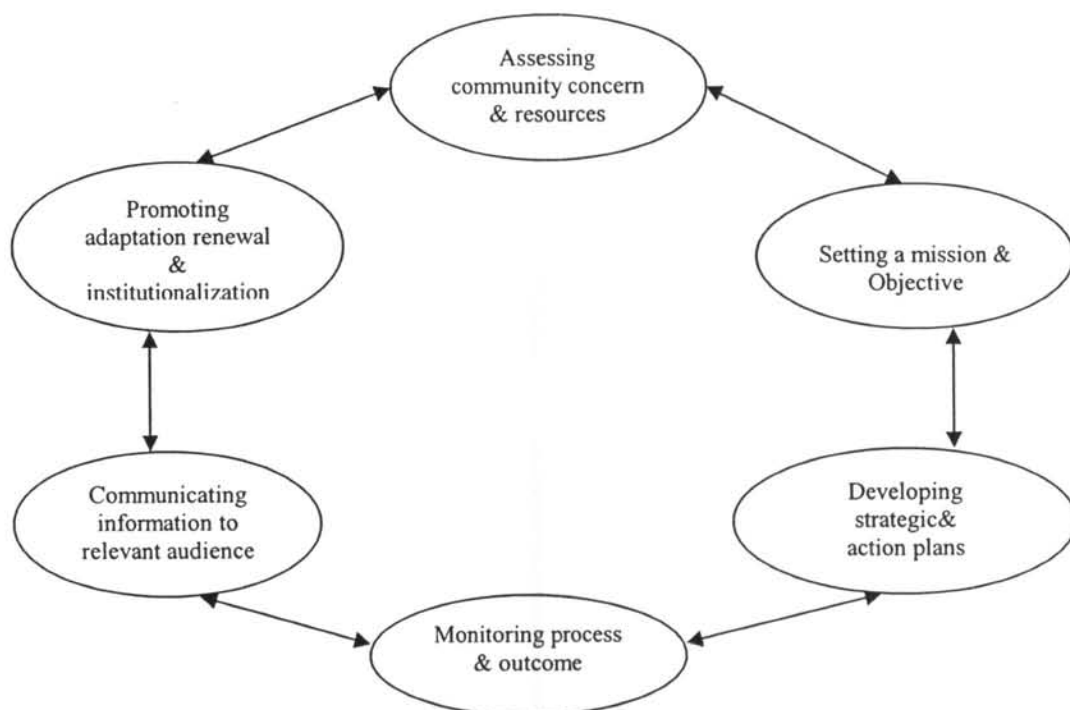 Assessing
community concern
& resources
Promoting
adaptation renewal
&
institutionalization
Setting a mission &
Objective
Communicating
information to
relevant audience
Developing
strategic&
action plans
Monitoring process
& outcome